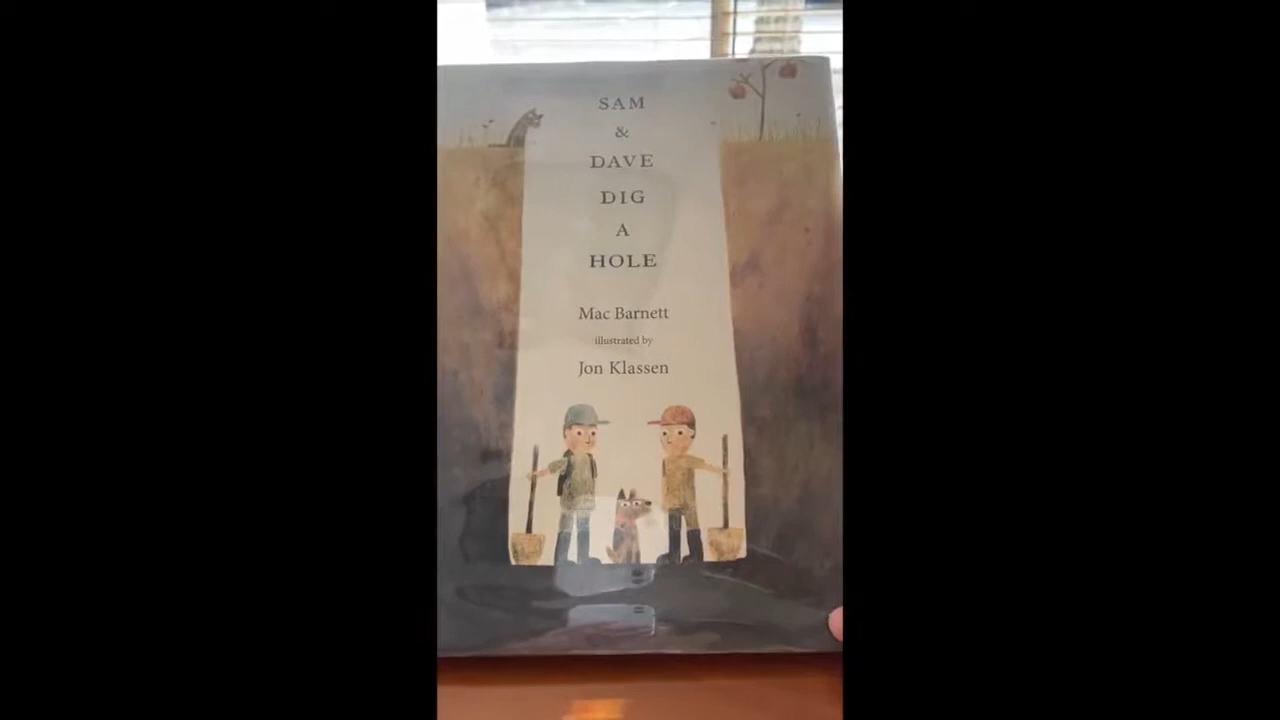 SAM
&
DAVE
DIG
A
HOLE
Mac Barnett
illustrated by
Jon Klassen